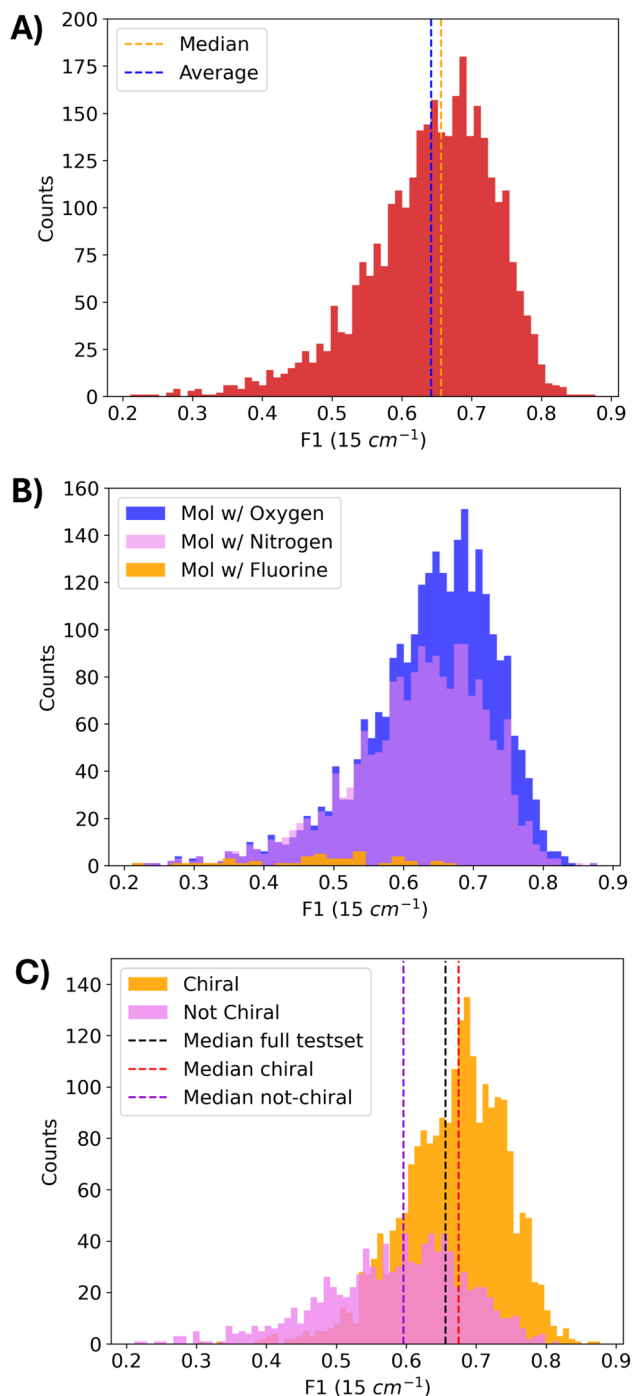 A)
200
175
150
125
100
75
50
25
0
Counts
Median
Average
0.2 0.3 0.4 0.5 0.6 0.7 0.8 0.9
F1 (15 cm⁻¹)
B)
160
140
120
100
80
60
40
20
0
Counts
Mol w/ Oxygen
Mol w/ Nitrogen
Mol w/ Fluorine
0.2 0.3 0.4 0.5 0.6 0.7 0.8 0.9
F1 (15 cm⁻¹)
C)
140
120
100
80
60
40
20
0
Counts
Chiral
Not Chiral
Median full testset
Median chiral
Median not-chiral
0.2 0.3 0.4 0.5 0.6 0.7 0.8 0.9
F1 (15 cm⁻¹)